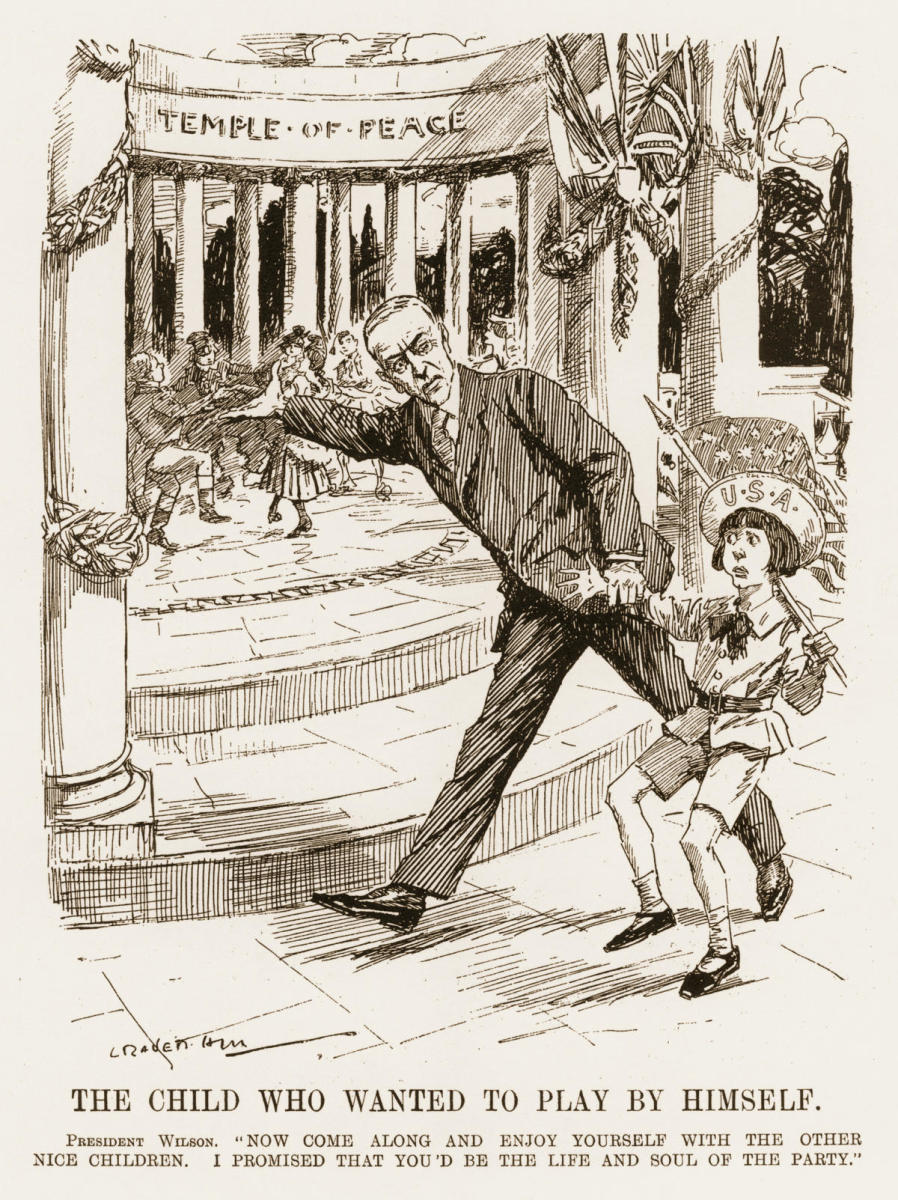 TEMPLE · OF · PEACE
U·S·A.
L. RAVEN HILL
THE CHILD WHO WANTED TO PLAY BY HIMSELF.
PRESIDENT WILSON. "NOW COME ALONG AND ENJOY YOURSELF WITH THE OTHER
NICE CHILDREN. I PROMISED THAT YOU'D BE THE LIFE AND SOUL OF THE PARTY."